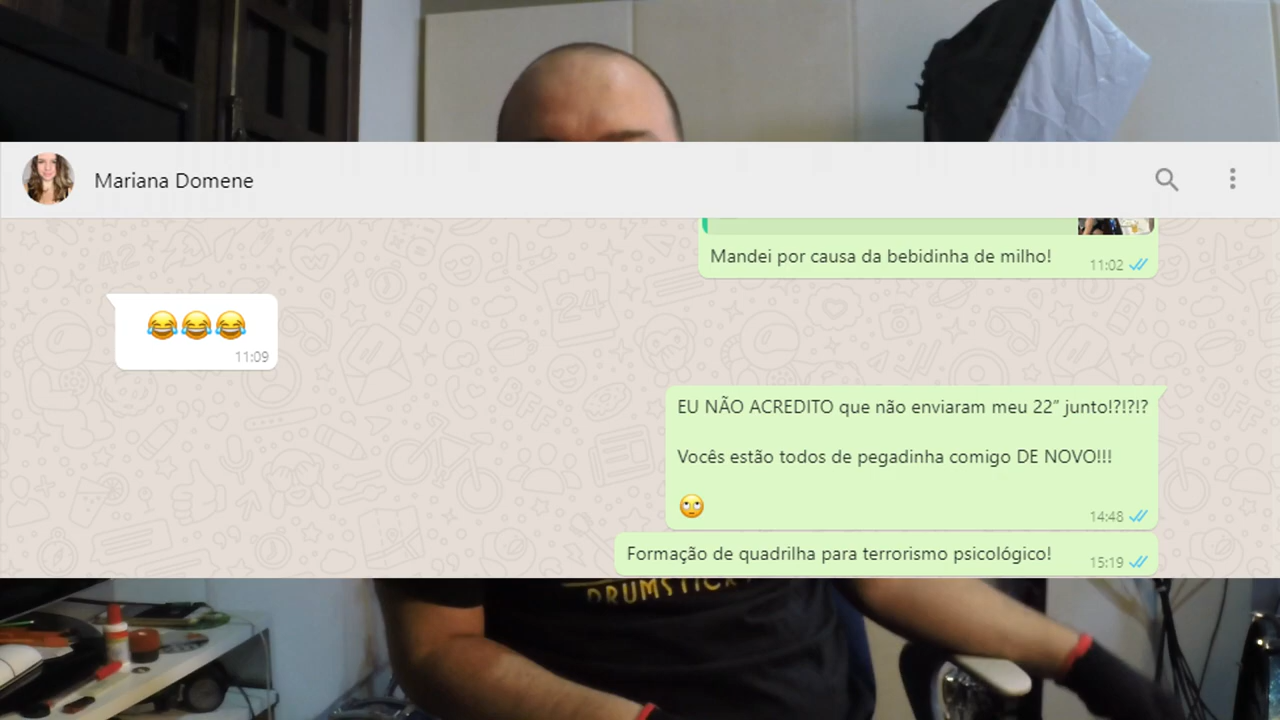 Mariana Domene
Mandei por causa da bebidinha de milho!
11:02
😂😂😂
11:09
EU NÃO ACREDITO que não enviaram meu 22” junto!?!?!?
Vocês estão todos de pegadinha comigo DE NOVO!!!
🙄
14:48
Formação de quadrilha para terrorismo psicológico!
15:19
DRUMSTICK